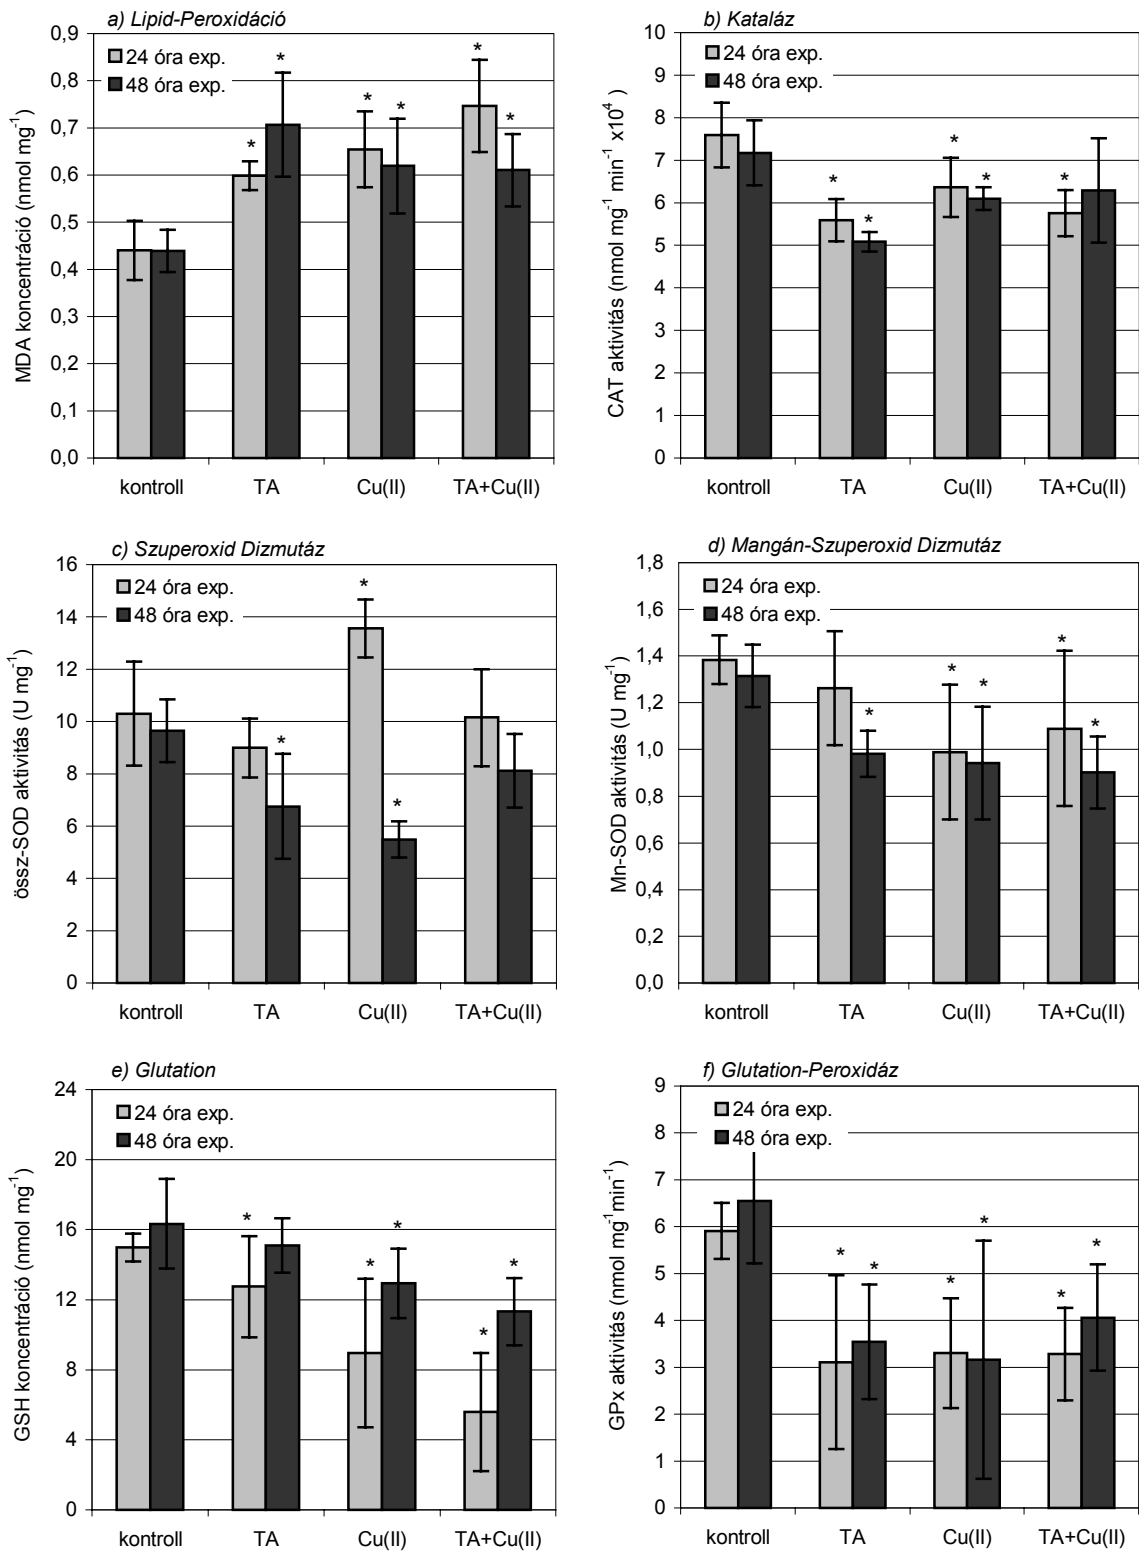 a) Lipid-Peroxidáció
0,9
0,8
0,7
0,6
0,5
0,4
0,3
0,2
0,1
0,0
MDA koncentráció (nmol mg⁻¹)
24 óra exp.
48 óra exp.
* * * * * *
kontroll TA Cu(II) TA+Cu(II)
b) Kataláz
10
9
8
7
6
5
4
3
2
1
0
CAT aktivitás (nmol mg⁻¹ min⁻¹ x10⁴)
24 óra exp.
48 óra exp.
* * * * *
kontroll TA Cu(II) TA+Cu(II)
c) Szuperoxid Dizmutáz
16
14
12
10
8
6
4
2
0
össz-SOD aktivitás (U mg⁻¹)
24 óra exp.
48 óra exp.
* * *
kontroll TA Cu(II) TA+Cu(II)
d) Mangán-Szuperoxid Dizmutáz
1,8
1,6
1,4
1,2
1,0
0,8
0,6
0,4
0,2
0,0
Mn-SOD aktivitás (U mg⁻¹)
24 óra exp.
48 óra exp.
* * * * *
kontroll TA Cu(II) TA+Cu(II)
e) Glutation
24
20
16
12
8
4
0
GSH koncentráció (nmol mg⁻¹)
24 óra exp.
48 óra exp.
* * * * *
kontroll TA Cu(II) TA+Cu(II)
f) Glutation-Peroxidáz
9
8
7
6
5
4
3
2
1
0
GPx aktivitás (nmol mg⁻¹min⁻¹)
24 óra exp.
48 óra exp.
* * * * * *
kontroll TA Cu(II) TA+Cu(II)